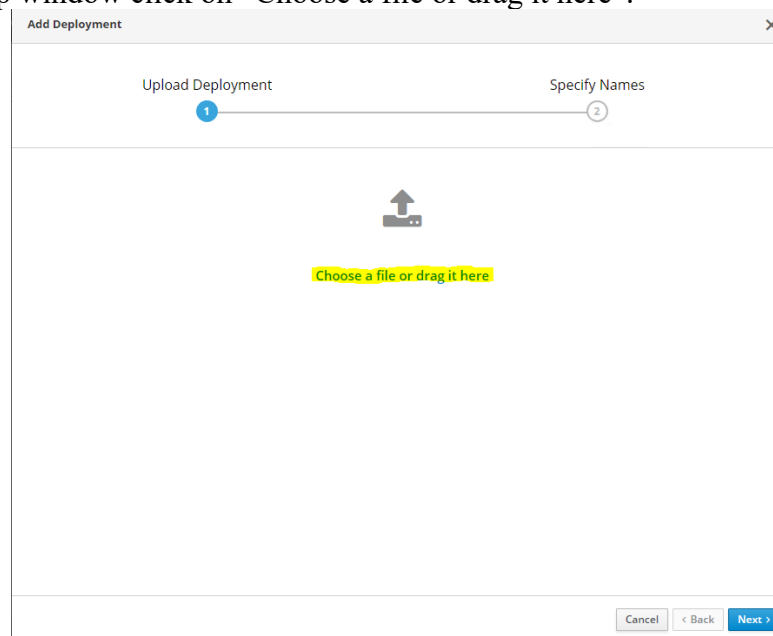 window click on "Choose a file or drag it here".
Add Deployment
Upload Deployment
Specify Names
1
2
Choose a file or drag it here
Cancel
< Back
Next >